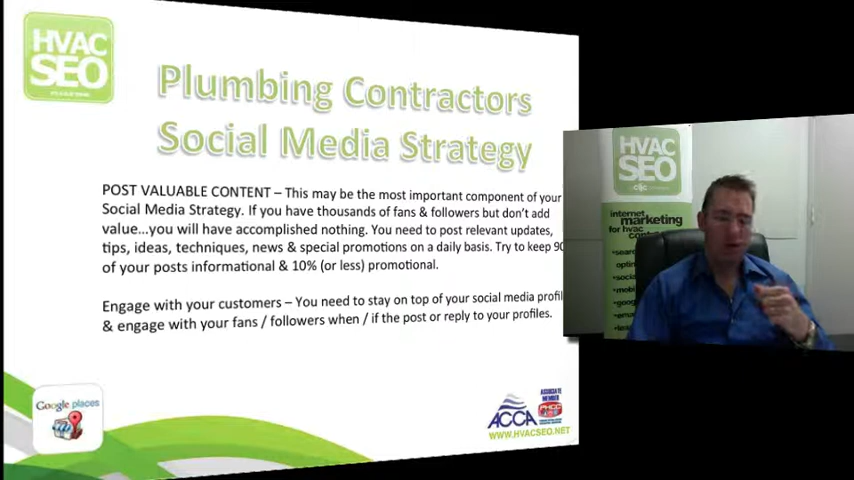 HVAC
SEO
Plumbing Contractors
Social Media Strategy
POST VALUABLE CONTENT – This may be the most important component of your
Social Media Strategy. If you have thousands of fans & followers but don't add
value...you will have accomplished nothing. You need to post relevant updates,
tips, ideas, techniques, news & special promotions on a daily basis. Try to keep 90
of your posts informational & 10% (or less) promotional.
Engage with your customers – You need to stay on top of your social media profil
& engage with your fans / followers when / if the post or reply to your profiles.
Google places
ACCA
ASSOCIATE
MEMBER
PHCC
WWW.HVACSEO.NET
HVAC
SEO
internet
marketing
for hvac